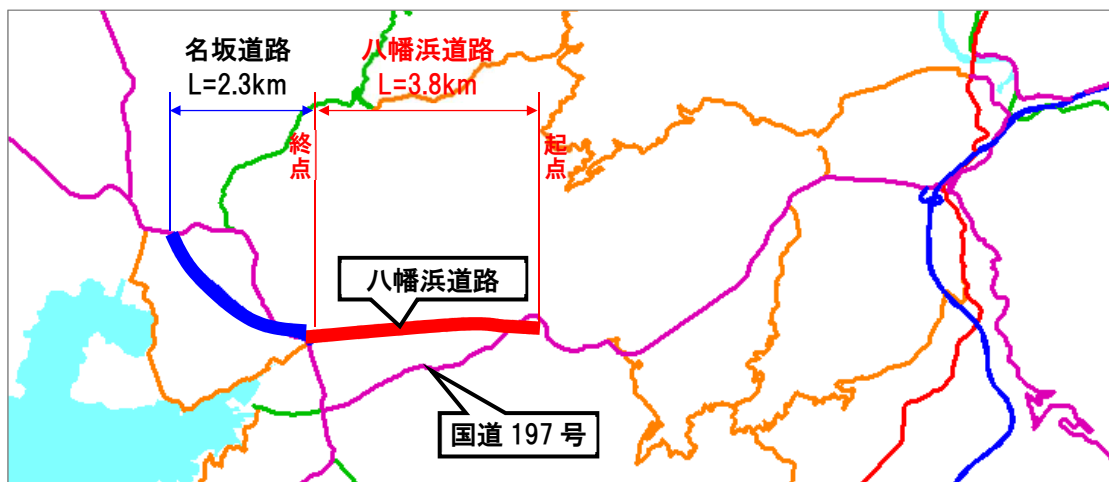 名坂道路
L=2.3km
八幡浜道路
L=3.8km
終点
起点
八幡浜道路
国道 197 号